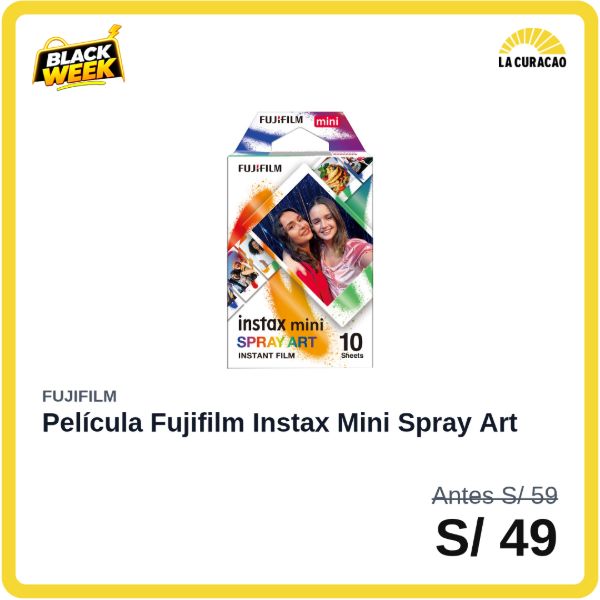 BLACK
WEEK
LA CURACAO
FUJIFILM
mini
FUJIFILM
instax mini
SPRAY ART
INSTANT FILM
10
Sheets
FUJIFILM
Película Fujifilm Instax Mini Spray Art
Antes S/ 59
S/ 49